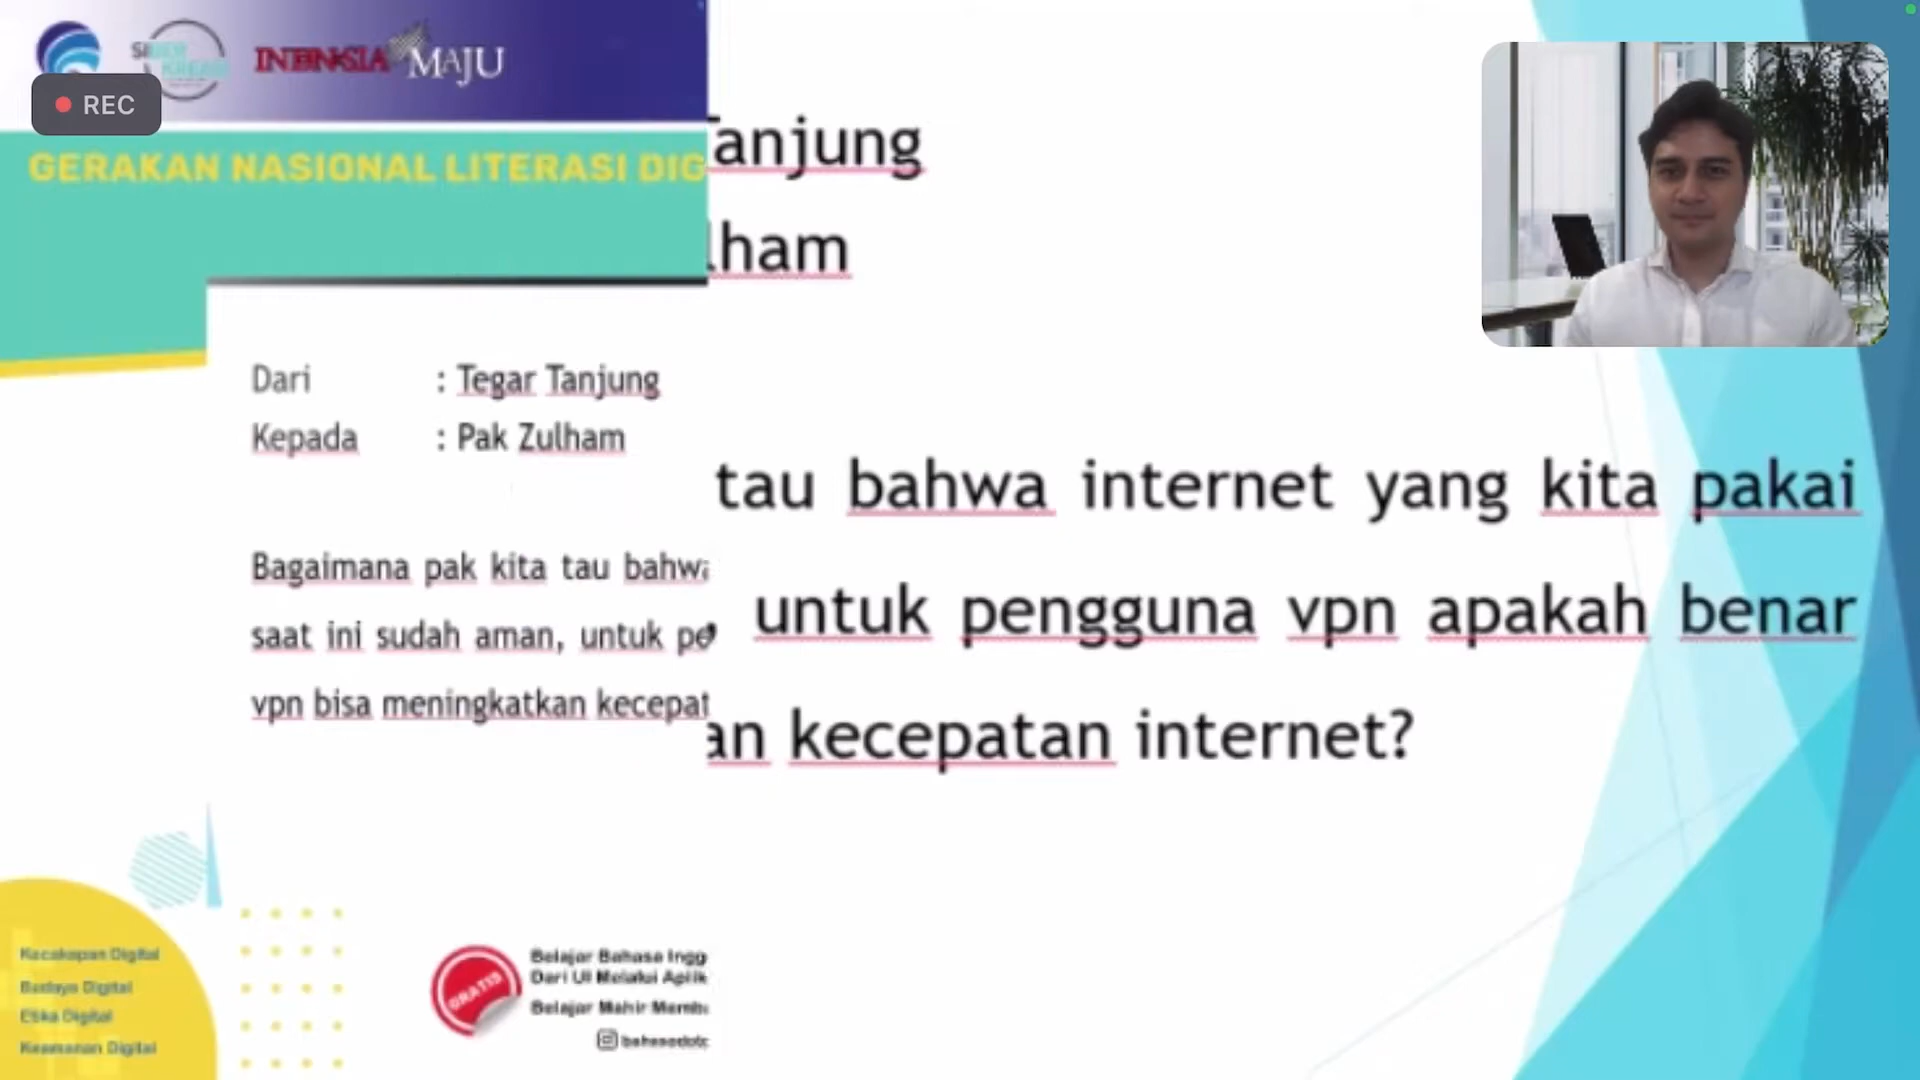 INDONESIA MAJU
REC
GERAKAN NASIONAL LITERASI DIG
Tanjung
lham
Dari : Tegar Tanjung
Kepada : Pak Zulham
tau bahwa internet yang kita pakai
Bagaimana pak kita tau bahwa
untuk pengguna vpn apakah benar
saat ini sudah aman, untuk pe
vpn bisa meningkatkan kecepat
an kecepatan internet?
Kecakapan Digital
Budaya Digital
Etika Digital
Keamanan Digital
GRATIS
Belajar Bahasa Ingg
Dari UI Melalui Aplik
Belajar Mahir Memb